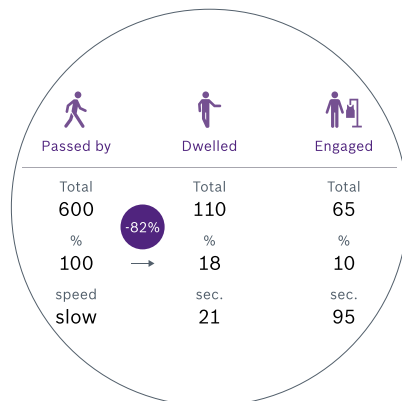 Passed by Dwelled Engaged
Total Total Total
600 110 65
-82%
% % %
100 18 10
speed sec. sec.
slow 21 95